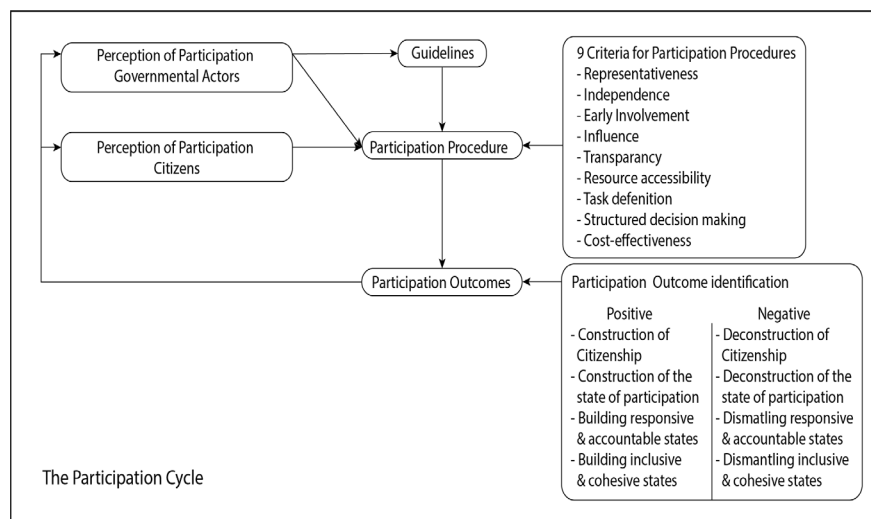 Perception of Participation
Governmental Actors
Guidelines
Perception of Participation
Citizens
Participation Procedure
9 Criteria for Participation Procedures
- Representativeness
- Independence
- Early Involvement
- Influence
- Transparancy
- Resource accessibility
- Task defenition
- Structured decision making
- Cost-effectiveness
Participation Outcomes
Participation Outcome identification
Positive
- Construction of
Citizenship
- Construction of the
state of participation
- Building responsive
& accountable states
- Building inclusive
& cohesive states
Negative
- Deconstruction of
Citizenship
- Deconstruction of the
state of participation
- Dismatling responsive
& accountable states
- Dismantling inclusive
& cohesive states
The Participation Cycle